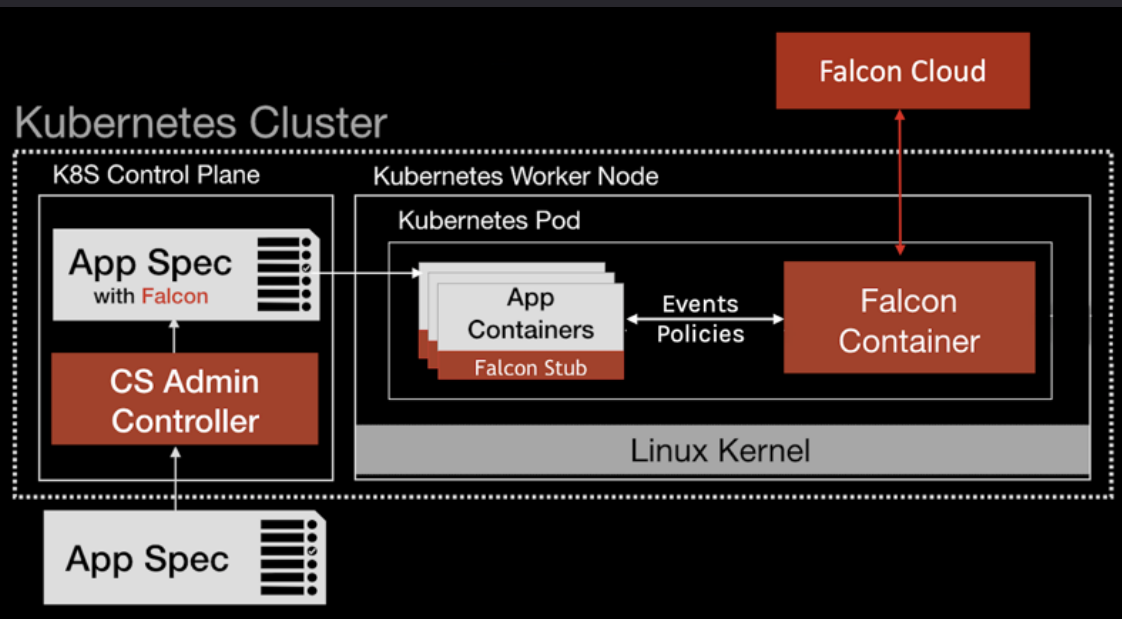 Falcon Cloud
Kubernetes Cluster
K8S Control Plane
Kubernetes Worker Node
Kubernetes Pod
App Spec
with Falcon
CS Admin
Controller
App
Containers
Falcon Stub
Events
Policies
Falcon
Container
Linux Kernel
App Spec